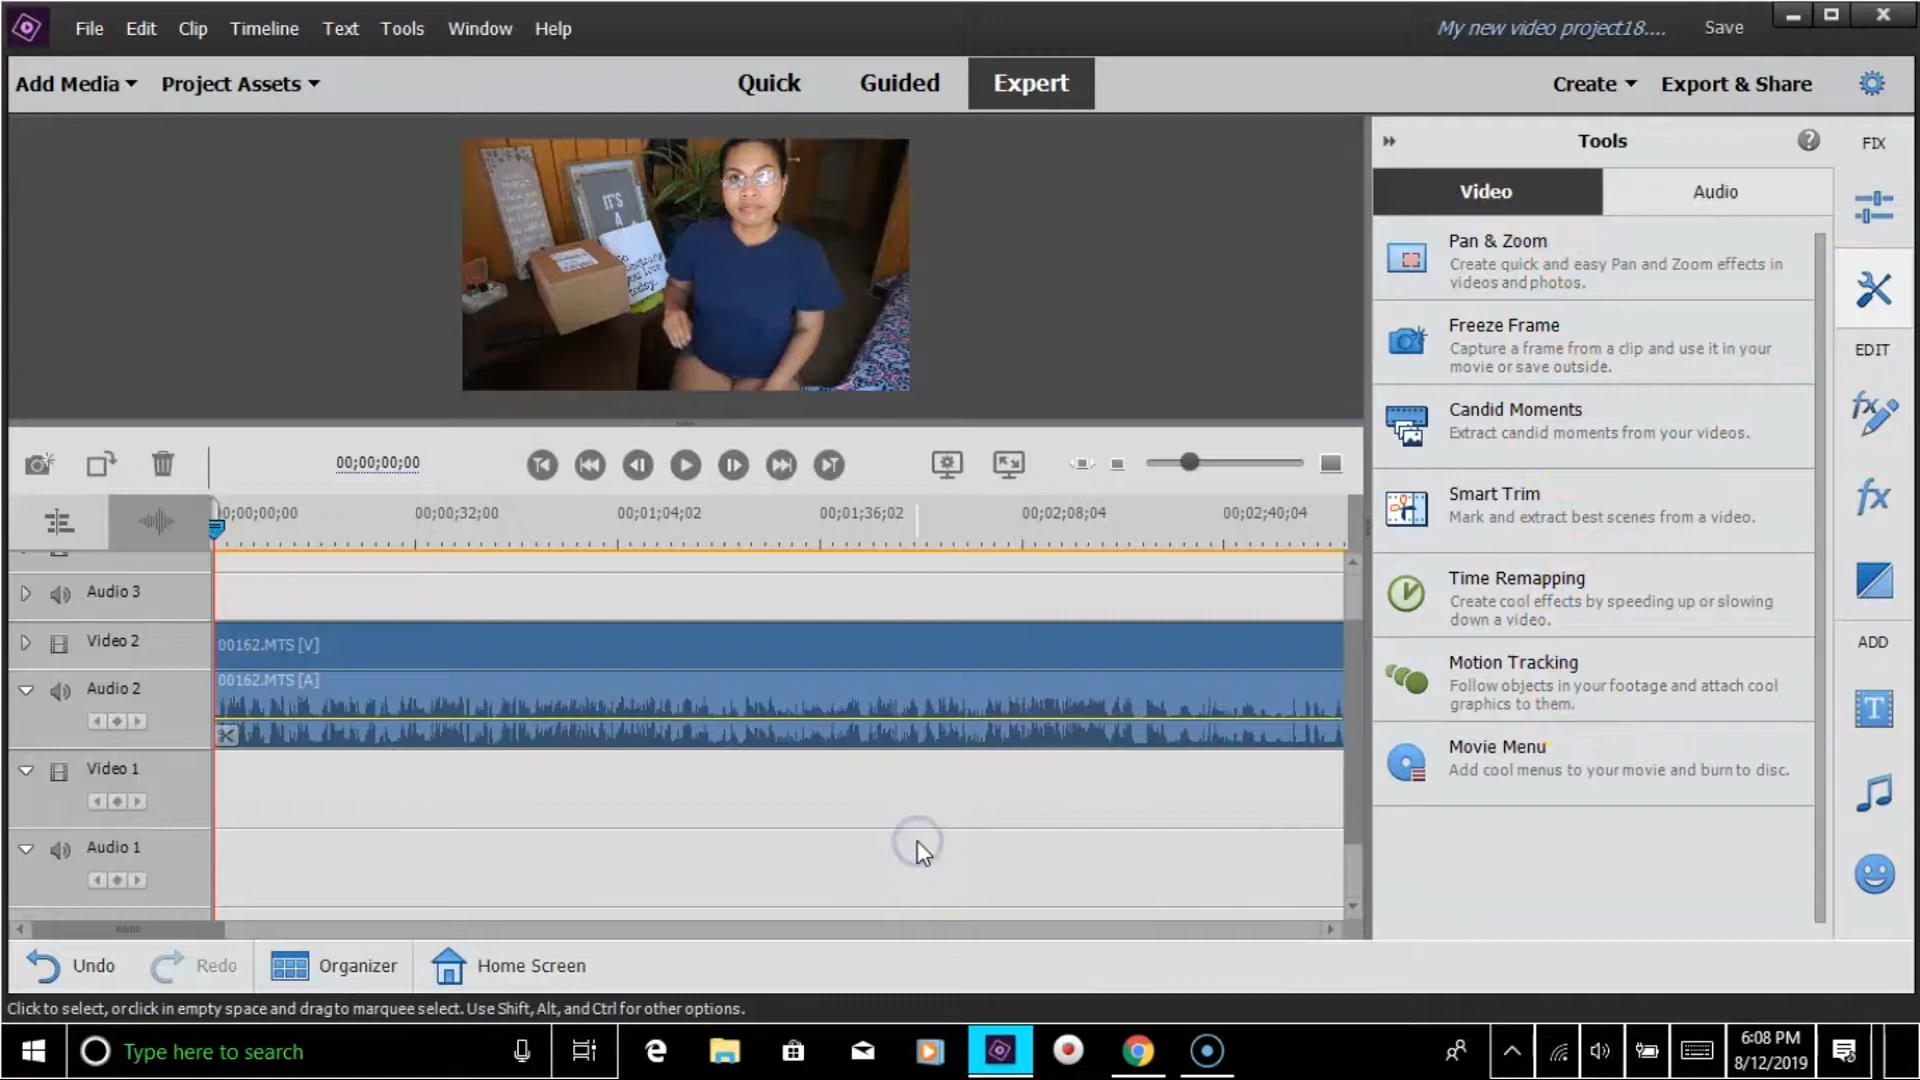 File Edit Clip Timeline Text Tools Window Help
My new video project18.... Save
Add Media Project Assets
Quick Guided Expert
Create Export & Share
Tools
FIX
Video Audio
Pan & Zoom
Create quick and easy Pan and Zoom effects in
videos and photos.
Freeze Frame
Capture a frame from a clip and use it in your
movie or save outside.
EDIT
Candid Moments
Extract candid moments from your videos.
Smart Trim
Mark and extract best scenes from a video.
Time Remapping
Create cool effects by speeding up or slowing
down a video.
ADD
Motion Tracking
Follow objects in your footage and attach cool
graphics to them.
Movie Menu
Add cool menus to your movie and burn to disc.
IT'S
A
you love
today.
00;00;00;00
0;00;00;00 00;00;32;00 00;01;04;02 00;01;36;02 00;02;08;04 00;02;40;04
Audio 3
Video 2
00162.MTS [V]
Audio 2
00162.MTS [A]
Video 1
Audio 1
Undo Redo Organizer Home Screen
Click to select, or click in empty space and drag to marquee select. Use Shift, Alt, and Ctrl for other options.
Type here to search
6:08 PM
8/12/2019